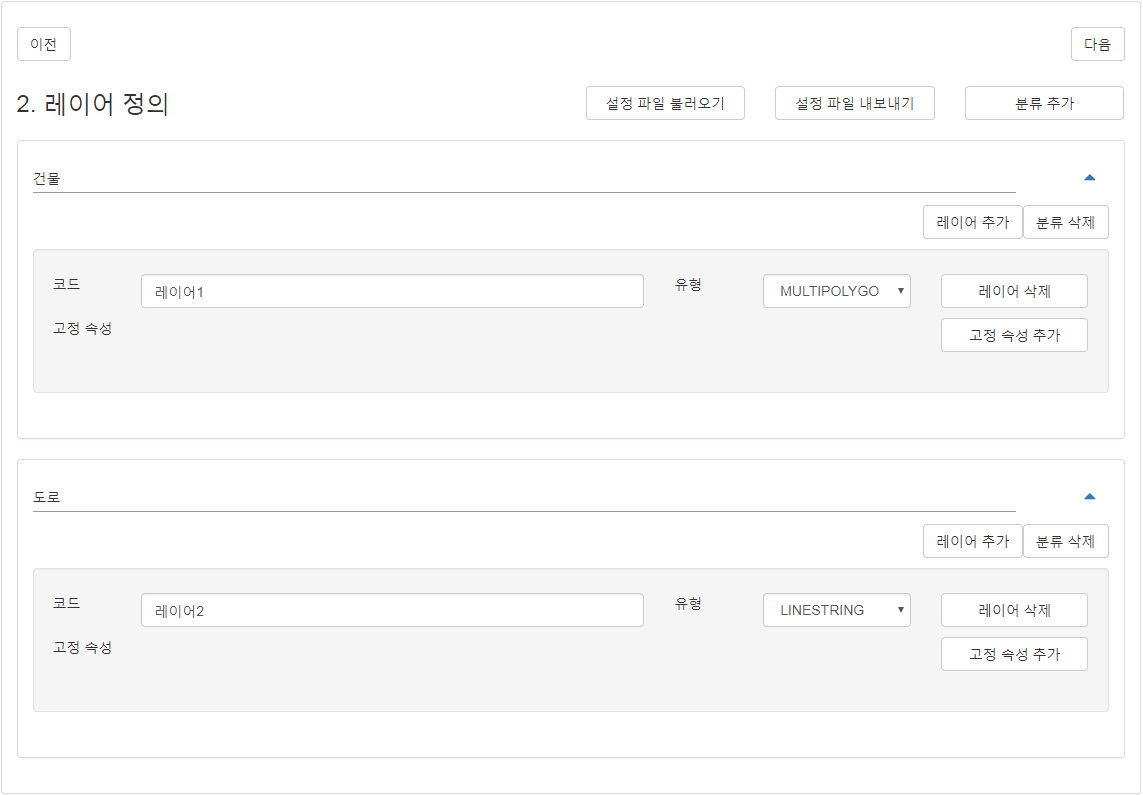 이전 다음
2. 레이어 정의 설정 파일 불러오기 설정 파일 내보내기 분류 추가
건물
레이어 추가 분류 삭제
코드 레이어1 유형 MULTIPOLYGO 레이어 삭제
고정 속성 고정 속성 추가
도로
레이어 추가 분류 삭제
코드 레이어2 유형 LINESTRING 레이어 삭제
고정 속성 고정 속성 추가